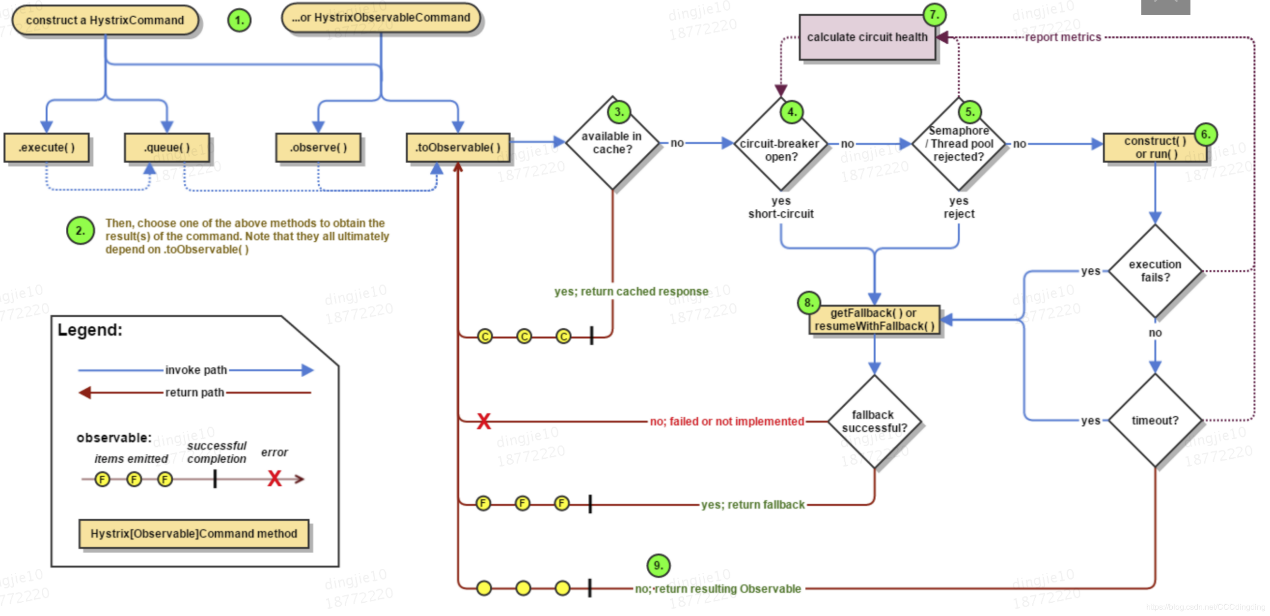 construct a HystrixCommand
1.
...or HystrixObservableCommand
7.
calculate circuit health
report metrics
.execute( )
.queue( )
.observe( )
.toObservable( )
3.
available in
cache?
no
4.
circuit-breaker
open?
no
5.
Semaphore
/ Thread pool
rejected?
no
6.
construct( )
or run( )
yes
short-circuit
yes
reject
2.
Then, choose one of the above methods to obtain the
result(s) of the command. Note that they all ultimately
depend on .toObservable( )
execution
fails?
yes
no
yes; return cached response
C
C
C
8.
getFallback( ) or
resumeWithFallback( )
Legend:
invoke path
return path
observable:
items emitted
successful
completion
error
F
F
F
X
Hystrix[Observable]Command method
timeout?
yes
fallback
successful?
X
no; failed or not implemented
F
F
F
yes; return fallback
9.
no; return resulting Observable
dingjie10
18772220